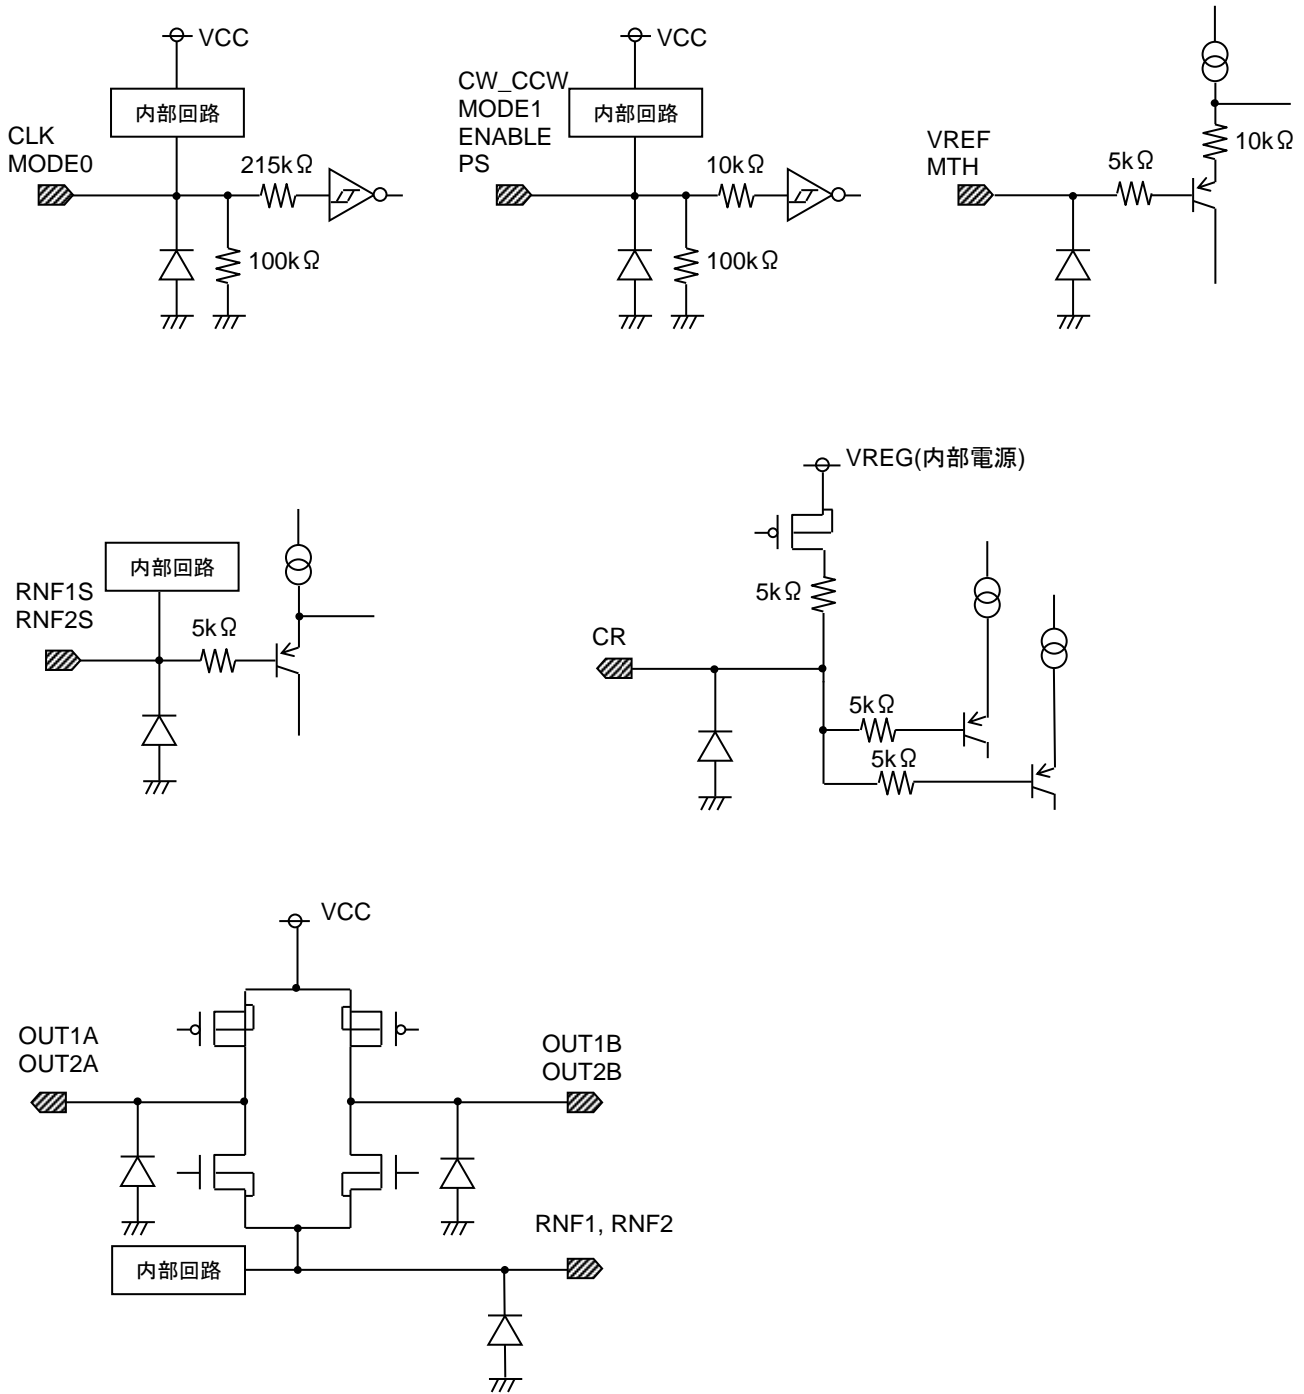 VCC
内部回路
CLK
MODE0
215kΩ
100kΩ
VCC
CW_CCW
MODE1
ENABLE
PS
内部回路
10kΩ
100kΩ
VREF
MTH
5kΩ
10kΩ
RNF1S
RNF2S
内部回路
5kΩ
VREG(内部電源)
5kΩ
CR
5kΩ
5kΩ
VCC
OUT1A
OUT2A
OUT1B
OUT2B
RNF1, RNF2
内部回路